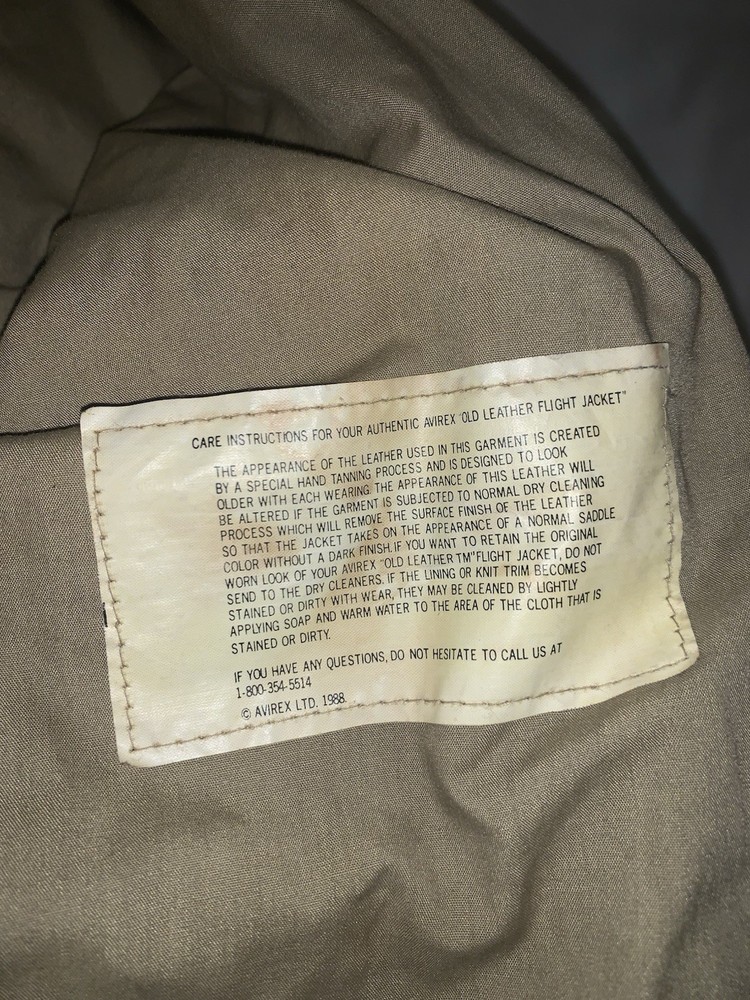 CARE INSTRUCTIONS FOR YOUR AUTHENTIC AVIREX "OLD LEATHER FLIGHT JACKET"
THE APPEARANCE OF THE LEATHER USED IN THIS GARMENT IS CREATED
BY A SPECIAL HAND TANNING PROCESS AND IS DESIGNED TO LOOK
OLDER WITH EACH WEARING. THE APPEARANCE OF THIS LEATHER WILL
BE ALTERED IF THE GARMENT IS SUBJECTED TO NORMAL DRY CLEANING
PROCESS WHICH WILL REMOVE THE SURFACE FINISH OF THE LEATHER
SO THAT THE JACKET TAKES ON THE APPEARANCE OF A NORMAL SADDLE
COLOR WITHOUT A DARK FINISH. IF YOU WANT TO RETAIN THE ORIGINAL
WORN LOOK OF YOUR AVIREX "OLD LEATHER TM" FLIGHT JACKET, DO NOT
SEND TO THE DRY CLEANERS. IF THE LINING OR KNIT TRIM BECOMES
STAINED OR DIRTY WITH WEAR, THEY MAY BE CLEANED BY LIGHTLY
APPLYING SOAP AND WARM WATER TO THE AREA OF THE CLOTH THAT IS
STAINED OR DIRTY.
IF YOU HAVE ANY QUESTIONS, DO NOT HESITATE TO CALL US AT
1-800-354-5514
© AVIREX LTD. 1988.